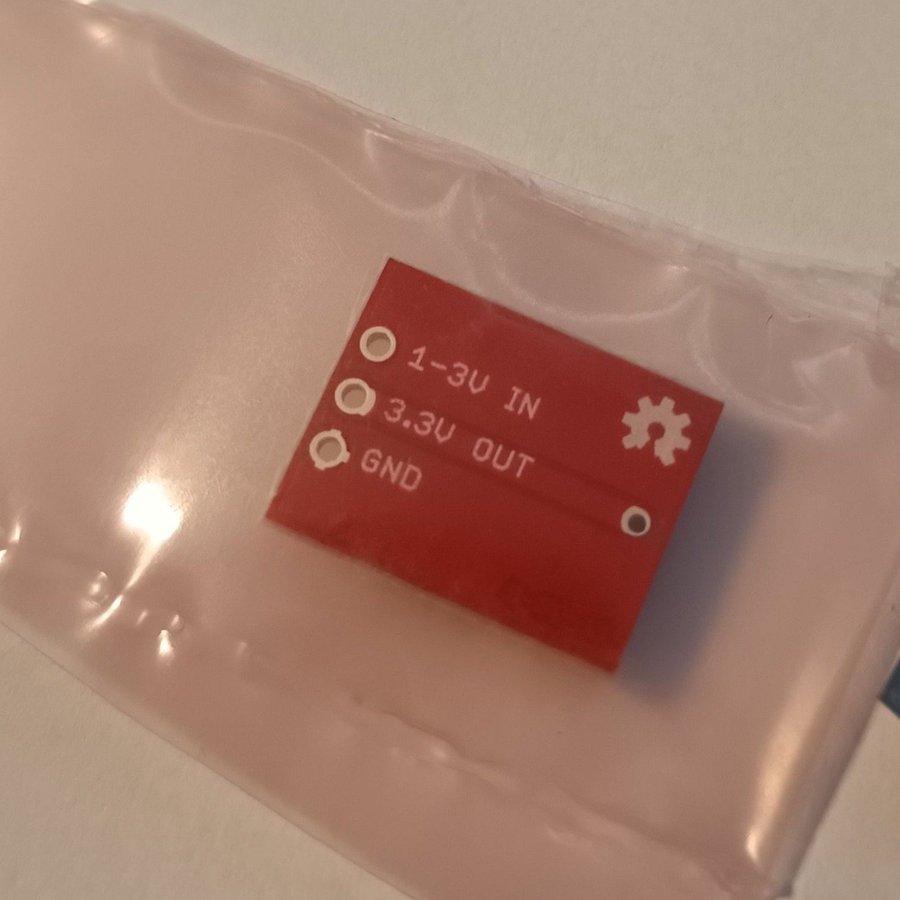 1-3V IN
3.3V OUT
GND